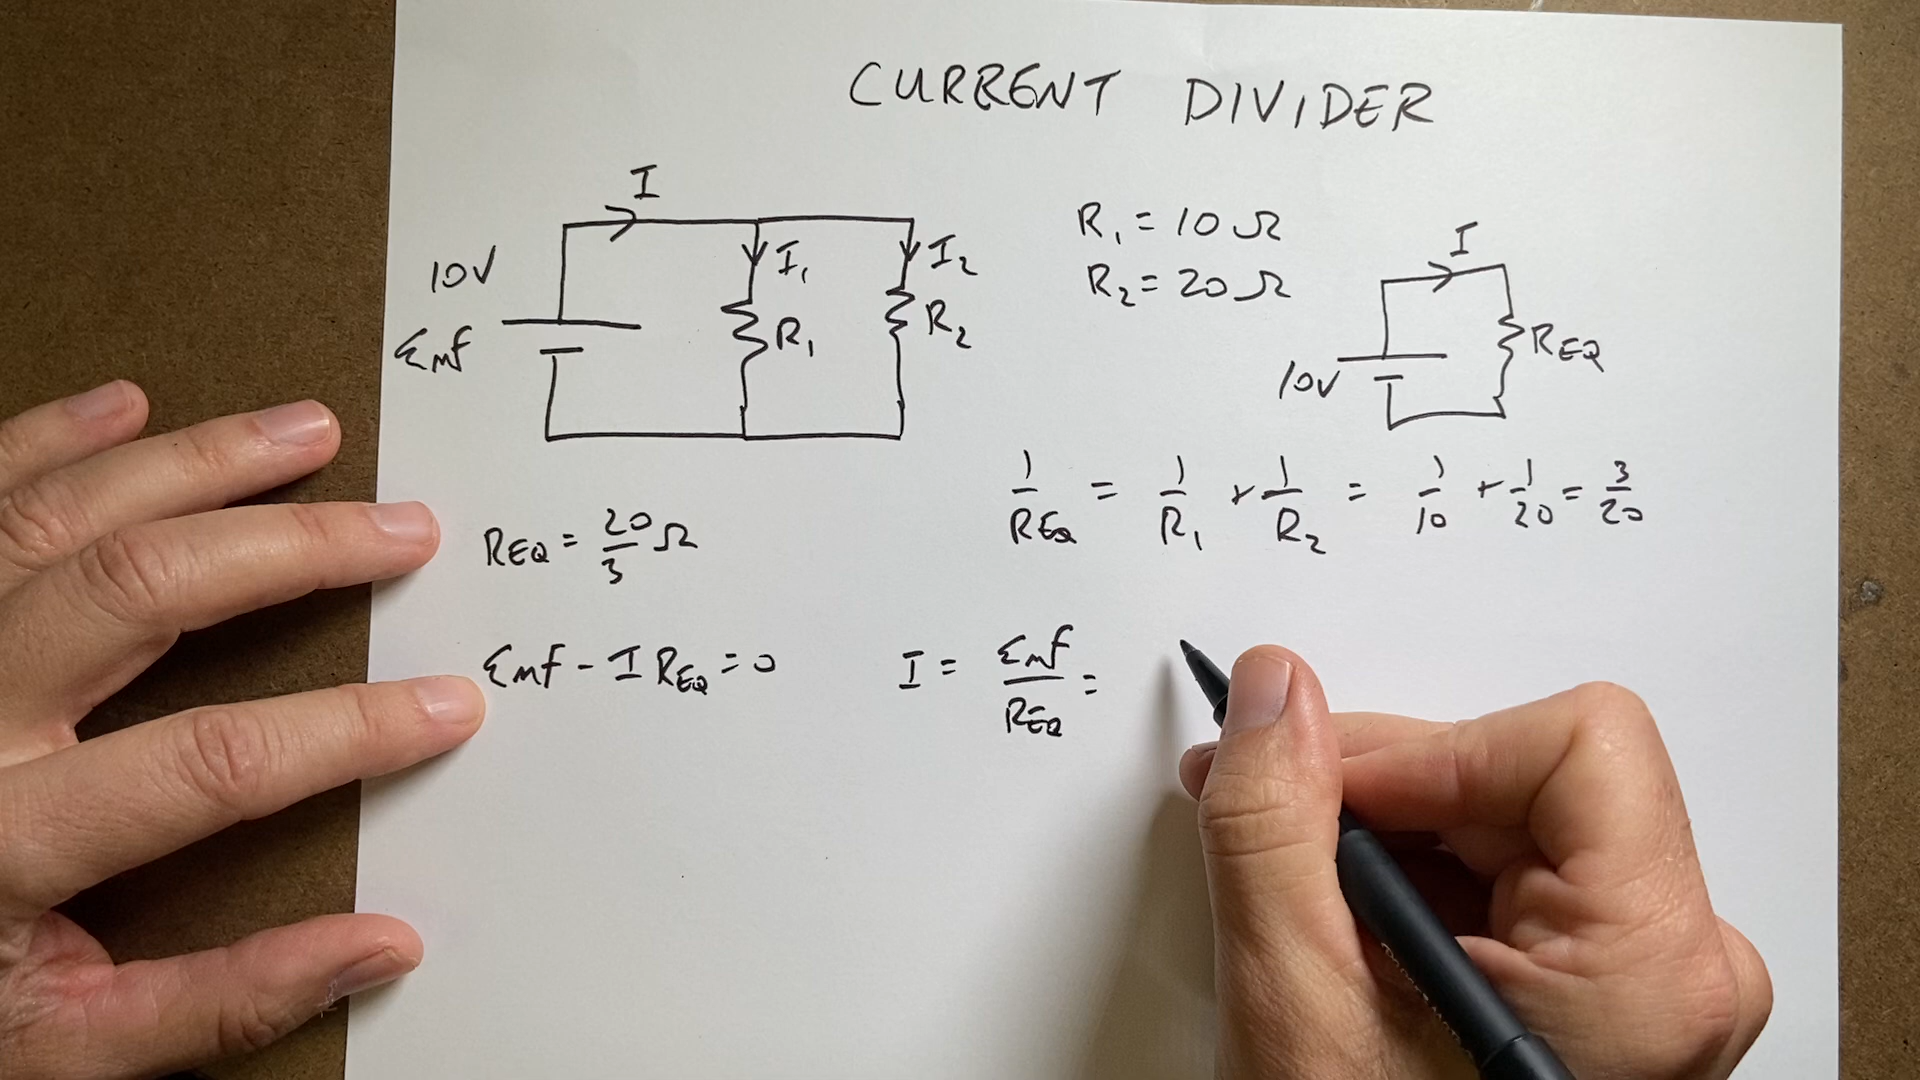 CURRENT DIVIDER
I
10V
Emf
I₁
R₁
I₂
R₂
R₁ = 10 Ω
R₂ = 20 Ω
I
10V
REQ
1/REQ = 1/R₁ + 1/R₂ = 1/10 + 1/20 = 3/20
REQ = 20/3 Ω
Emf - I REQ = 0
I = Emf/REQ =